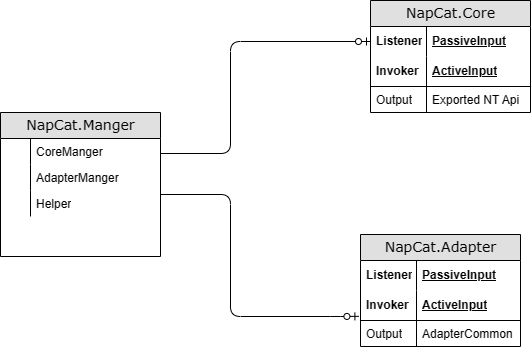 NapCat.Core
Listener PassiveInput
Invoker ActiveInput
Output Exported NT Api
NapCat.Manger
CoreManger
AdapterManger
Helper
NapCat.Adapter
Listener PassiveInput
Invoker ActiveInput
Output AdapterCommon